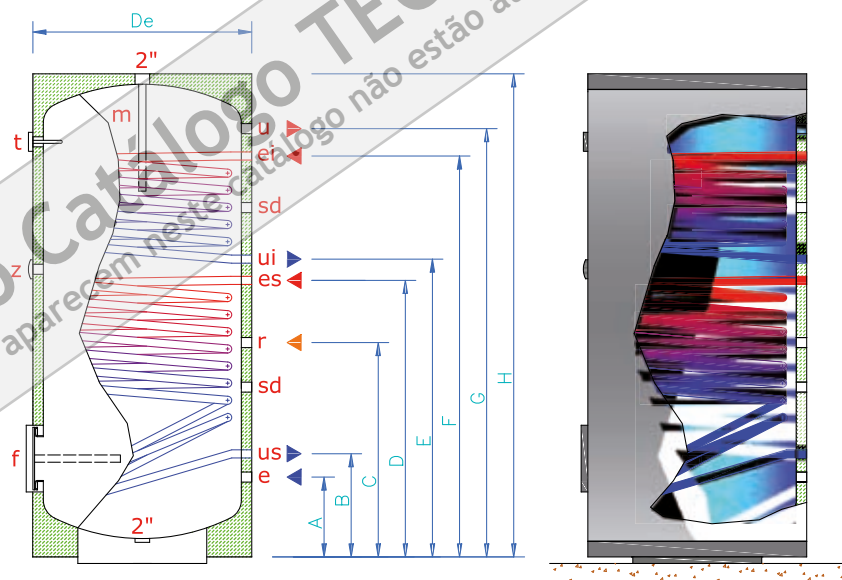 De
2"
m
t
u
ei
sd
z
ui
es
r
sd
f
us
e
2"
A
B
C
D
E
F
G
H
o Catálogo TEC
aparecem neste catálogo não estão